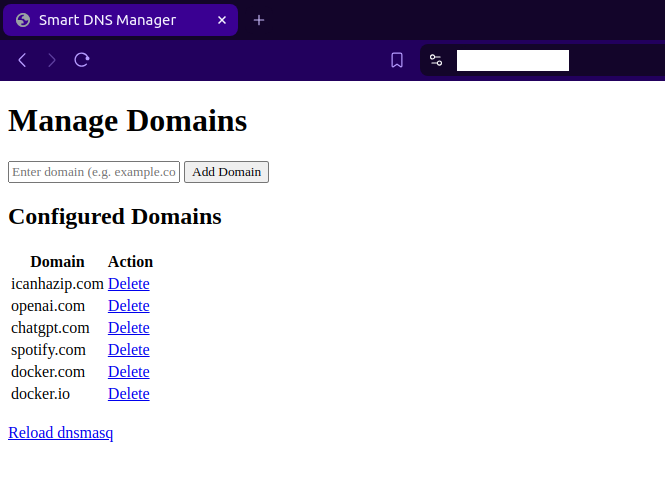 Smart DNS Manager
Manage Domains
Enter domain (e.g. example.co
Add Domain
Configured Domains
Domain Action
icanhazip.com Delete
openai.com Delete
chatgpt.com Delete
spotify.com Delete
docker.com Delete
docker.io Delete
Reload dnsmasq